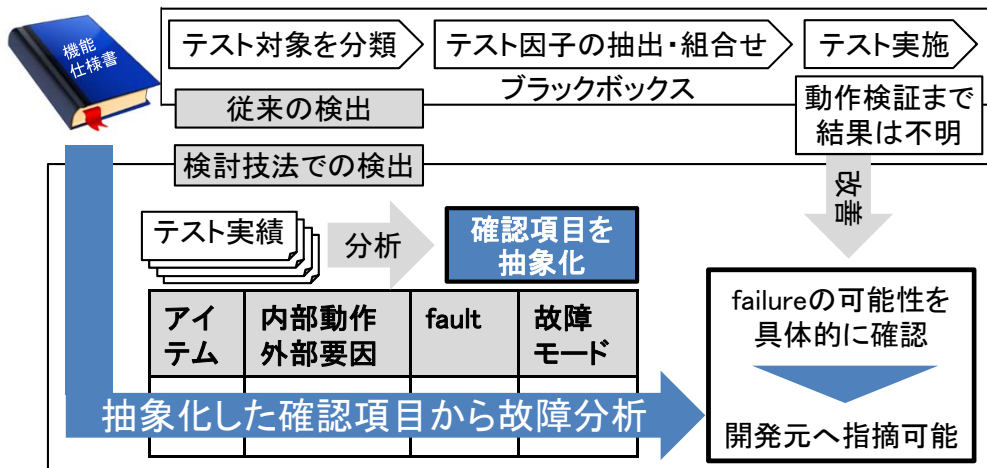 機能
仕様書
テスト対象を分類
テスト因子の抽出・組合せ
テスト実施
ブラックボックス
従来の検出
動作検証まで
結果は不明
検討技法での検出
改善
テスト実績
分析
確認項目を
抽象化
アイ
テム
内部動作
外部要因
fault
故障
モード
failureの可能性を
具体的に確認
抽象化した確認項目から故障分析
開発元へ指摘可能